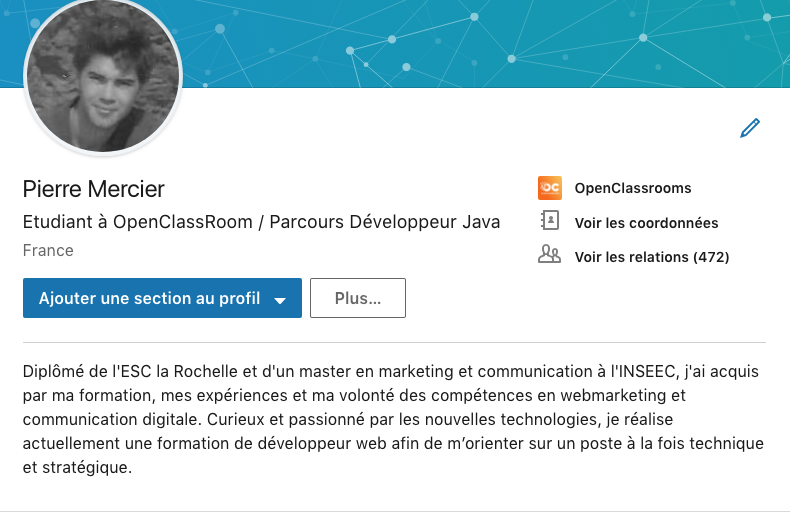 Pierre Mercier
Etudiant à OpenClassRoom / Parcours Développeur Java
France
Ajouter une section au profil
Plus...
OC
OpenClassrooms
Voir les coordonnées
Voir les relations (472)
Diplômé de l'ESC la Rochelle et d'un master en marketing et communication à l'INSEEC, j'ai acquis
par ma formation, mes expériences et ma volonté des compétences en webmarketing et
communication digitale. Curieux et passionné par les nouvelles technologies, je réalise
actuellement une formation de développeur web afin de m’orienter sur un poste à la fois technique
et stratégique.